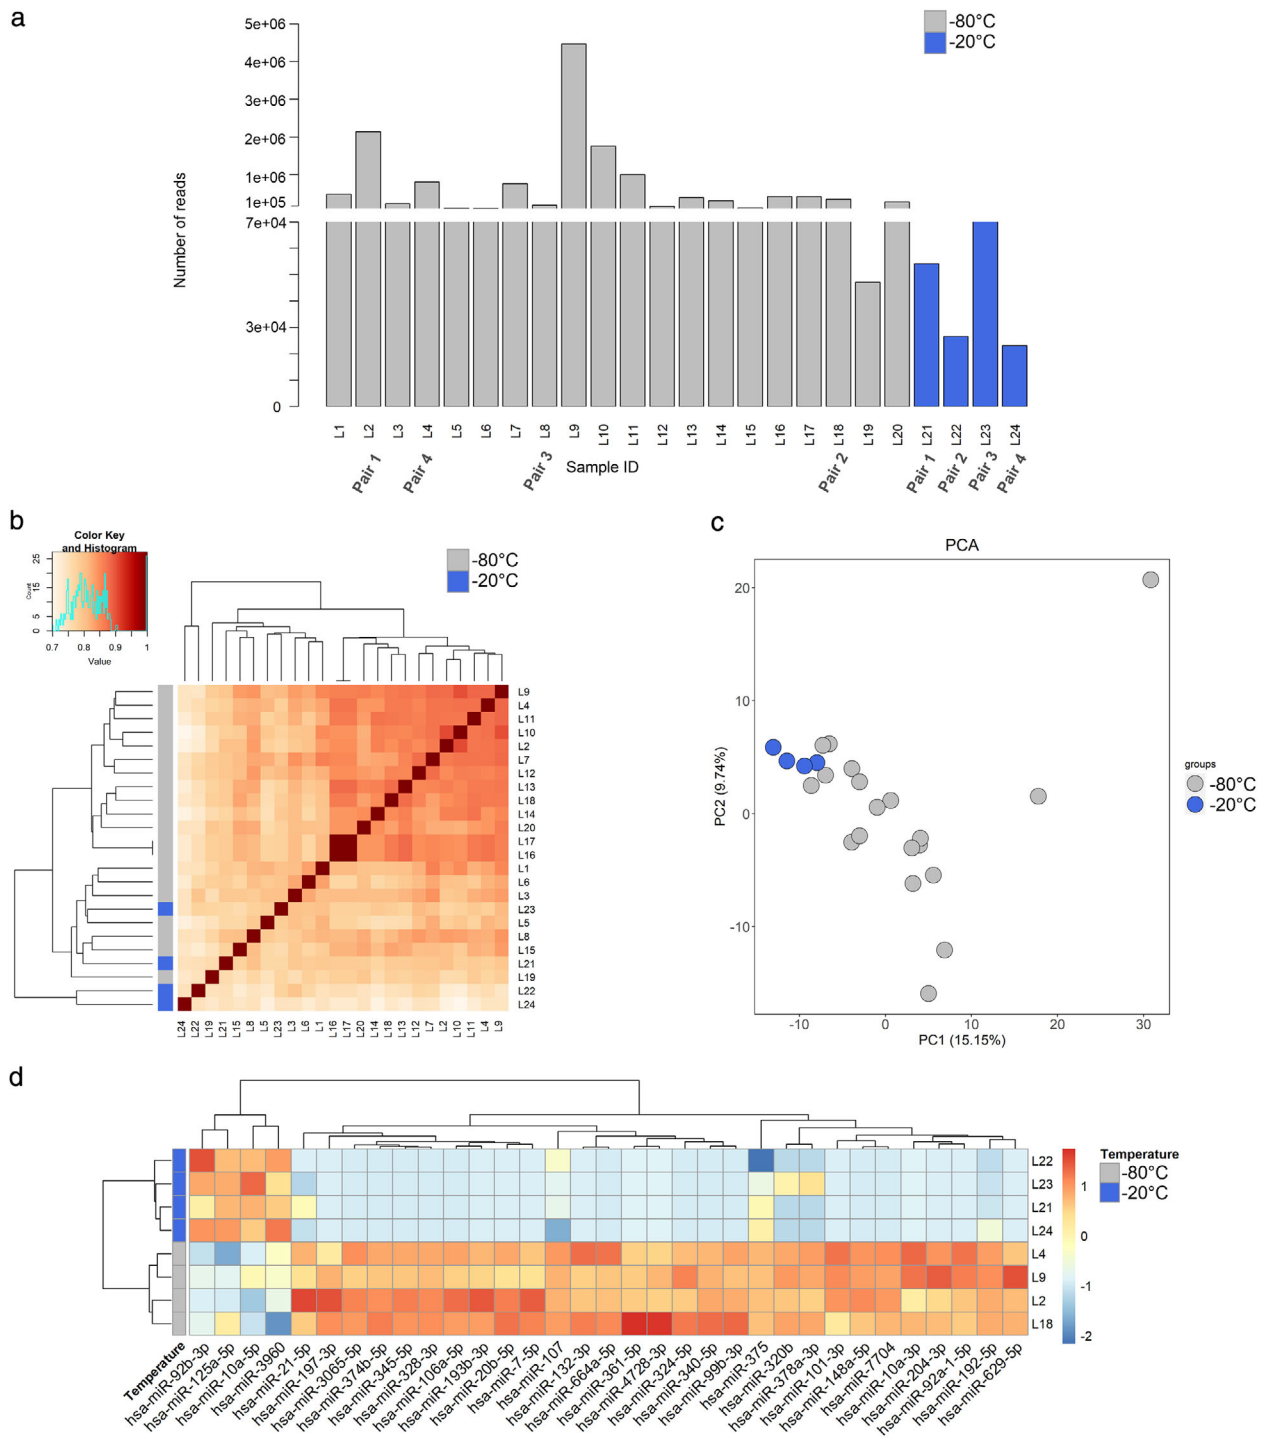 a
5e+06
4e+06
3e+06
2e+06
1e+06
1e+05
7e+04
3e+04
0
Number of reads
-80°C
-20°C
L1 L2 L3 L4 L5 L6 L7 L8 L9 L10 L11 L12 L13 L14 L15 L16 L17 L18 L19 L20 L21 L22 L23 L24
Pair 1 Pair 4 Pair 3 Pair 2 Pair 1 Pair 2 Pair 3 Pair 4
Sample ID
b
Color Key
and Histogram
25
15
5
0
Count
0.7 0.8 0.9 1
Value
-80°C
-20°C
L9
L4
L11
L10
L2
L7
L12
L13
L18
L14
L20
L17
L16
L1
L6
L3
L23
L5
L8
L15
L21
L19
L22
L24
L24 L22 L19 L21 L15 L8 L5 L23 L3 L6 L1 L16 L17 L20 L14 L18 L13 L12 L7 L2 L10 L11 L4 L9
c
PCA
20
10
0
-10
PC2 (9.74%)
-10 0 10 20 30
PC1 (15.15%)
groups
-80°C
-20°C
d
L22
L23
L21
L24
L4
L9
L2
L18
1
0
-1
-2
Temperature
-80°C
-20°C
Temperature
hsa-miR-92b-3p
hsa-miR-125a-5p
hsa-miR-10a-5p
hsa-miR-3960
hsa-miR-21-5p
hsa-miR-197-3p
hsa-miR-3065-5p
hsa-miR-374b-5p
hsa-miR-345-5p
hsa-miR-328-3p
hsa-miR-106a-5p
hsa-miR-193b-3p
hsa-miR-20b-5p
hsa-miR-7-5p
hsa-miR-107
hsa-miR-132-3p
hsa-miR-664a-5p
hsa-miR-361-5p
hsa-miR-4728-3p
hsa-miR-324-5p
hsa-miR-340-5p
hsa-miR-99b-3p
hsa-miR-375
hsa-miR-320b
hsa-miR-378a-3p
hsa-miR-101-3p
hsa-miR-148a-5p
hsa-miR-7704
hsa-miR-10a-3p
hsa-miR-204-3p
hsa-miR-92a-1-5p
hsa-miR-192-5p
hsa-miR-629-5p